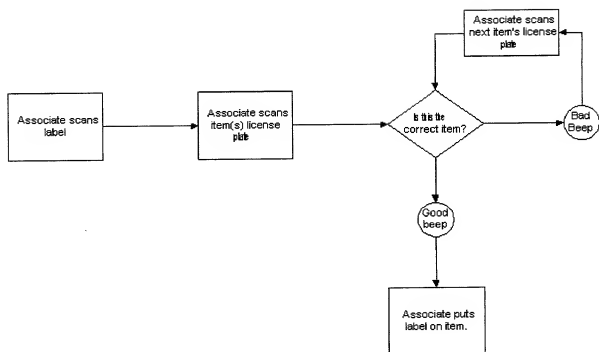 Associate scans
label
Associate scans
item(s) license
plate
Is this the
correct item?
Associate scans
next item's license
plate
Bad
Beep
Good
beep
Associate puts
label on item.